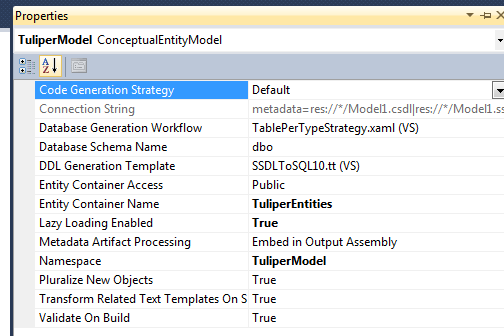 Properties
TuliperModel ConceptualEntityModel
Code Generation Strategy Default
Connection String metadata=res://*/Model1.csdl|res://*/Model1.ss
Database Generation Workflow TablePerTypeStrategy.xaml (VS)
Database Schema Name dbo
DDL Generation Template SSDLToSQL10.tt (VS)
Entity Container Access Public
Entity Container Name TuliperEntities
Lazy Loading Enabled True
Metadata Artifact Processing Embed in Output Assembly
Namespace TuliperModel
Pluralize New Objects True
Transform Related Text Templates On S True
Validate On Build True